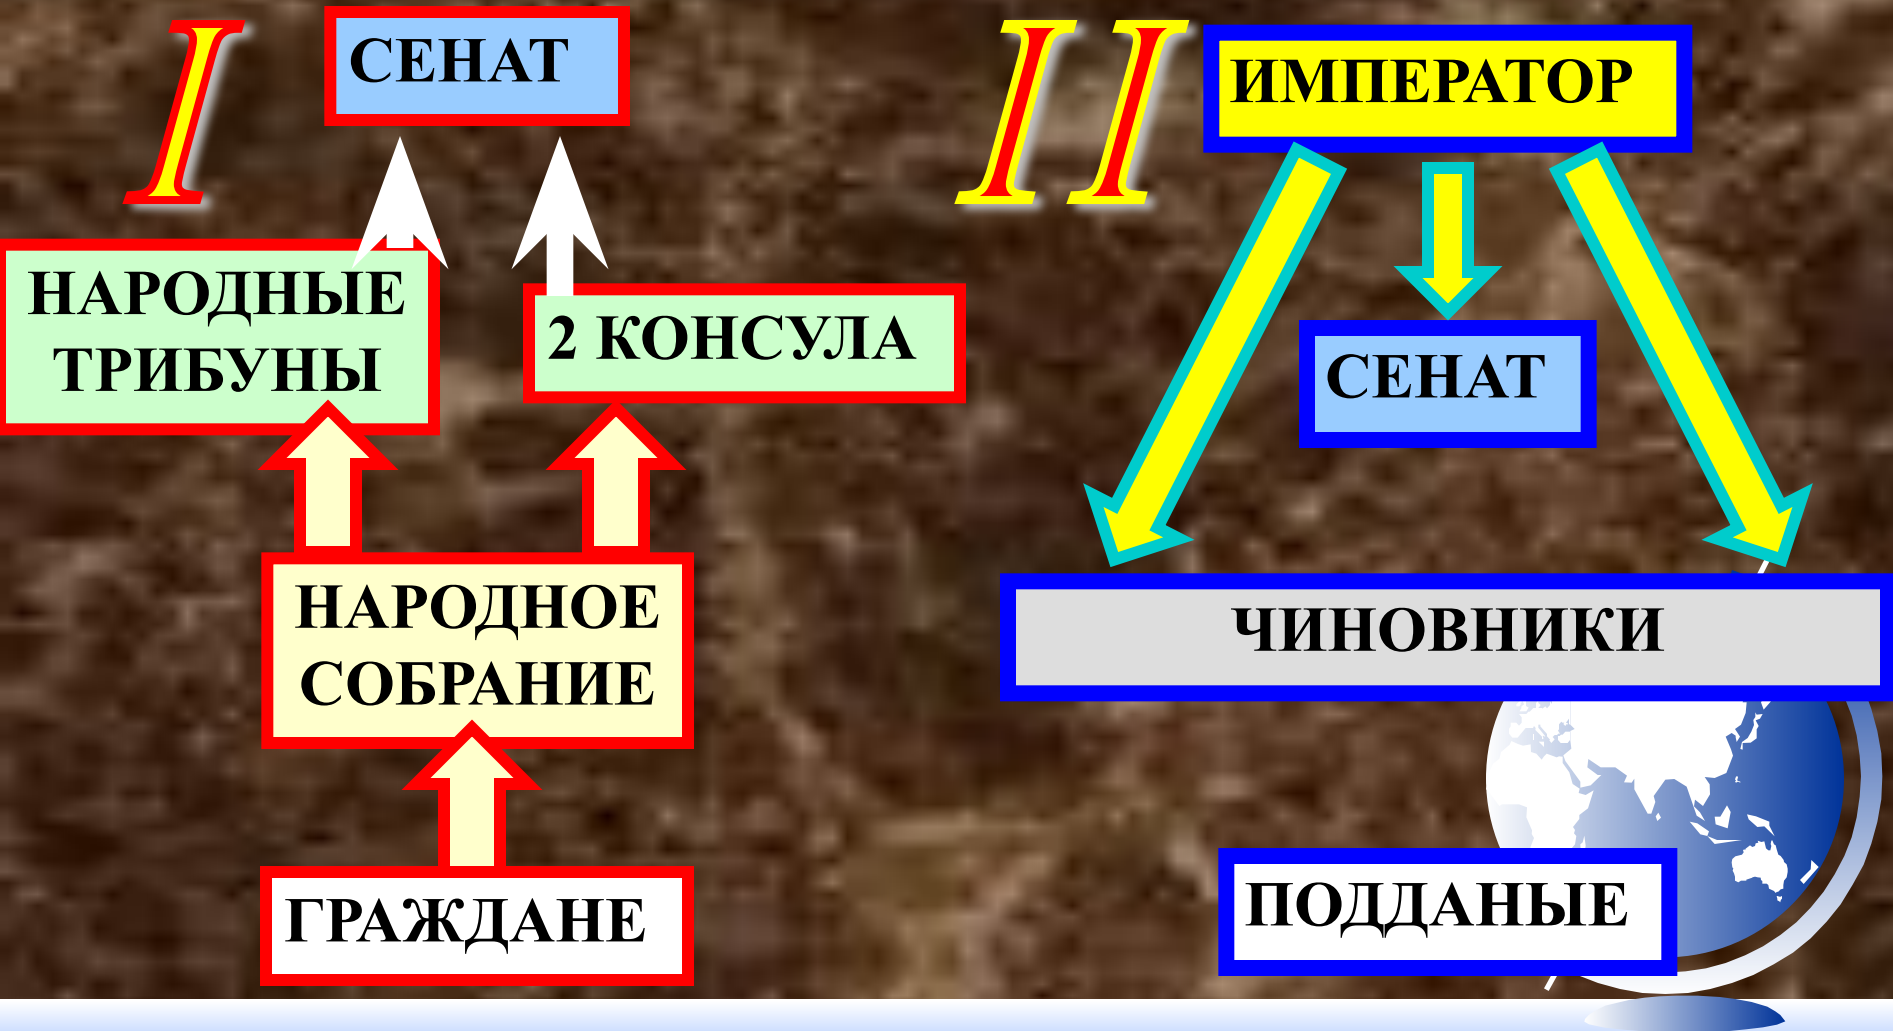 I
СЕНАТ
НАРОДНЫЕ
ТРИБУНЫ
2 КОНСУЛА
НАРОДНОЕ
СОБРАНИЕ
ГРАЖДАНЕ
II
ИМПЕРАТОР
СЕНАТ
ЧИНОВНИКИ
ПОДДАНЫЕ